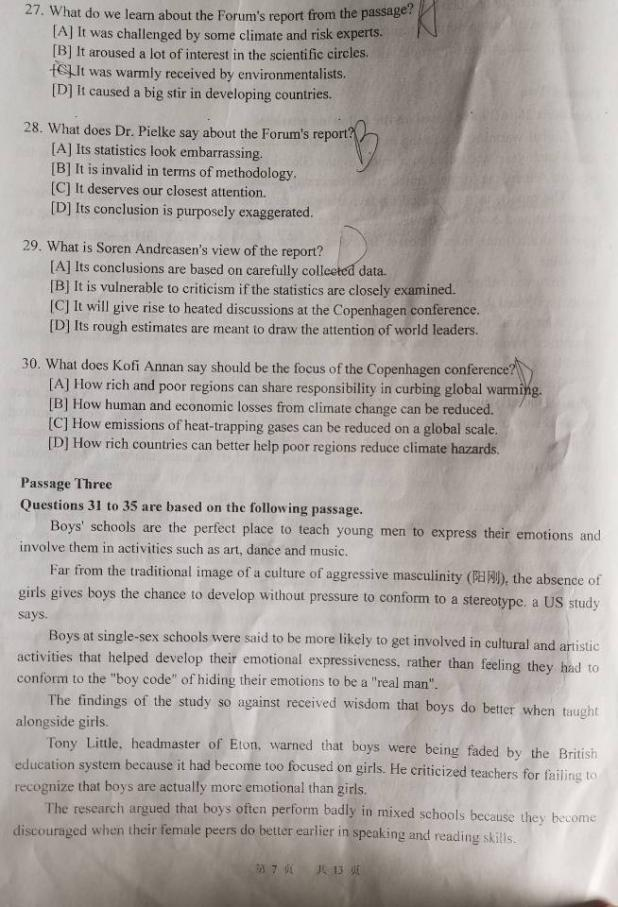 27. What do we learn about the Forum's report from the passage? A
[A] It was challenged by some climate and risk experts.
[B] It aroused a lot of interest in the scientific circles.
[C] It was warmly received by environmentalists.
[D] It caused a big stir in developing countries.
28. What does Dr. Pielke say about the Forum's report? B
[A] Its statistics look embarrassing.
[B] It is invalid in terms of methodology.
[C] It deserves our closest attention.
[D] Its conclusion is purposely exaggerated.
29. What is Soren Andreasen's view of the report? D
[A] Its conclusions are based on carefully collected data.
[B] It is vulnerable to criticism if the statistics are closely examined.
[C] It will give rise to heated discussions at the Copenhagen conference.
[D] Its rough estimates are meant to draw the attention of world leaders.
30. What does Kofi Annan say should be the focus of the Copenhagen conference? D
[A] How rich and poor regions can share responsibility in curbing global warming.
[B] How human and economic losses from climate change can be reduced.
[C] How emissions of heat-trapping gases can be reduced on a global scale.
[D] How rich countries can better help poor regions reduce climate hazards.
Passage Three
Questions 31 to 35 are based on the following passage.
Boys' schools are the perfect place to teach young men to express their emotions and
involve them in activities such as art, dance and music.
Far from the traditional image of a culture of aggressive masculinity (阳刚), the absence of
girls gives boys the chance to develop without pressure to conform to a stereotype. a US study
says.
Boys at single-sex schools were said to be more likely to get involved in cultural and artistic
activities that helped develop their emotional expressiveness, rather than feeling they had to
conform to the "boy code" of hiding their emotions to be a "real man".
The findings of the study so against received wisdom that boys do better when taught
alongside girls.
Tony Little, headmaster of Eton, warned that boys were being faded by the British
education system because it had become too focused on girls. He criticized teachers for failing to
recognize that boys are actually more emotional than girls.
The research argued that boys often perform badly in mixed schools because they become
discouraged when their female peers do better earlier in speaking and reading skills.
第 7 页 共 13 页